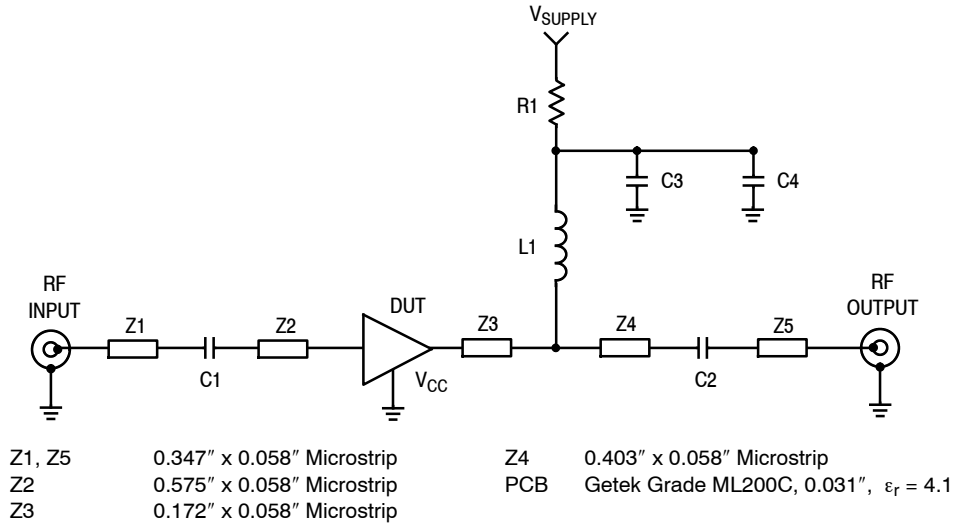 VSUPPLY
R1
C3
C4
L1
RF
INPUT
RF
OUTPUT
DUT
Z1
Z2
Z3
Z4
Z5
C1
VCC
C2
Z1, Z5 0.347″ x 0.058″ Microstrip
Z2 0.575″ x 0.058″ Microstrip
Z3 0.172″ x 0.058″ Microstrip
Z4 0.403″ x 0.058″ Microstrip
PCB Getek Grade ML200C, 0.031″, εr = 4.1